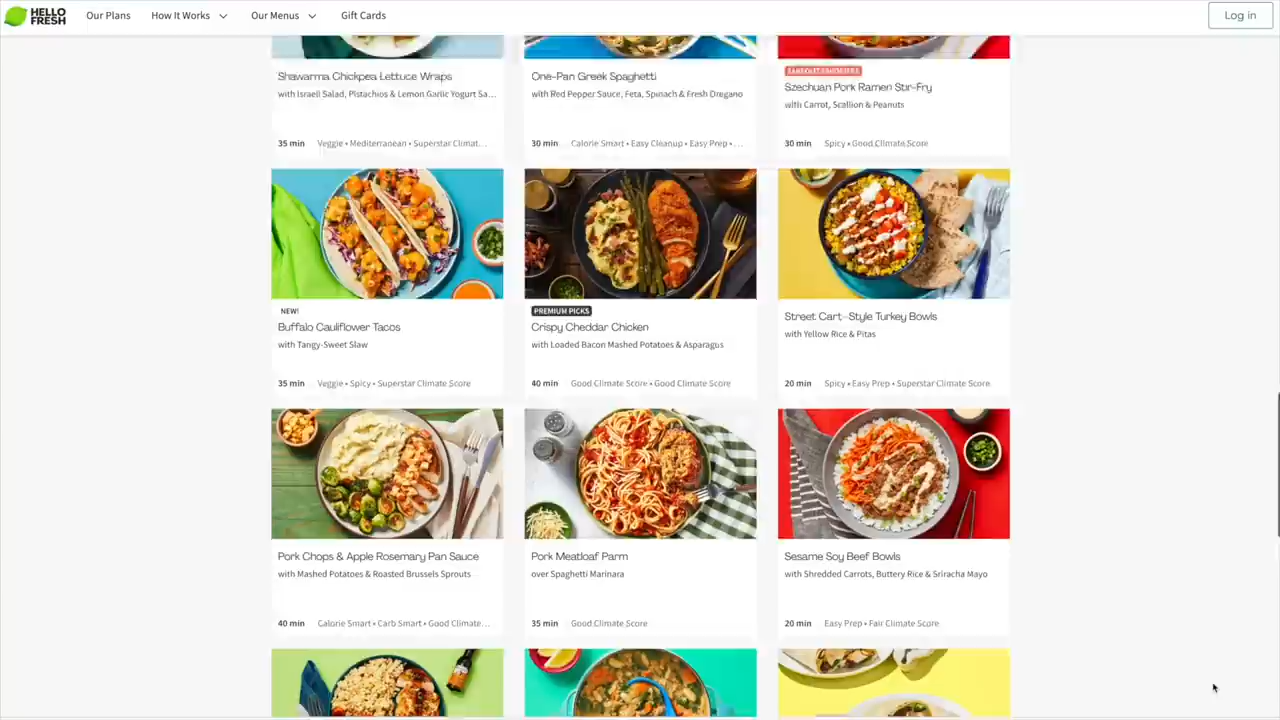 HELLO
FRESH
Our Plans
How It Works
Our Menus
Gift Cards
Log in
Shawarma Chickpea Lettuce Wraps
with Israeli Salad, Pistachios & Lemon Garlic Yogurt Sa...
35 min Veggie • Mediterranean • Superstar Climat...
One-Pan Greek Spaghetti
with Red Pepper Sauce, Feta, Spinach & Fresh Oregano
30 min Calorie Smart • Easy Cleanup • Easy Prep • ...
Szechuan Pork Ramen Stir-Fry
with Carrot, Scallion & Peanuts
30 min Spicy • Good Climate Score
NEW!
Buffalo Cauliflower Tacos
with Tangy-Sweet Slaw
35 min Veggie • Spicy • Superstar Climate Score
PREMIUM PICKS
Crispy Cheddar Chicken
with Loaded Bacon Mashed Potatoes & Asparagus
40 min Good Climate Score • Good Climate Score
Street Cart-Style Turkey Bowls
with Yellow Rice & Pitas
20 min Spicy • Easy Prep • Superstar Climate Score
Pork Chops & Apple Rosemary Pan Sauce
with Mashed Potatoes & Roasted Brussels Sprouts
40 min Calorie Smart • Carb Smart • Good Climate...
Pork Meatloaf Parm
over Spaghetti Marinara
35 min Good Climate Score
Sesame Soy Beef Bowls
with Shredded Carrots, Buttery Rice & Sriracha Mayo
20 min Easy Prep • Fair Climate Score